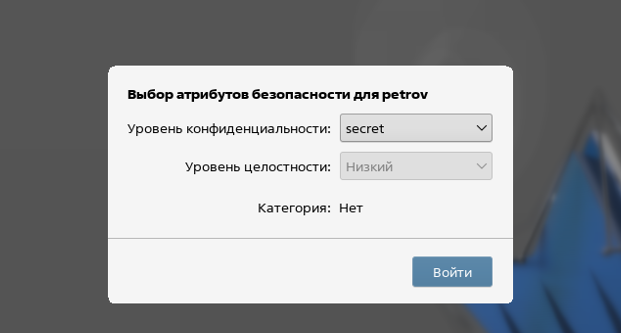 Выбор атрибутов безопасности для petrov
Уровень конфиденциальности: secret
Уровень целостности: Низкий
Категория: Нет
Войти